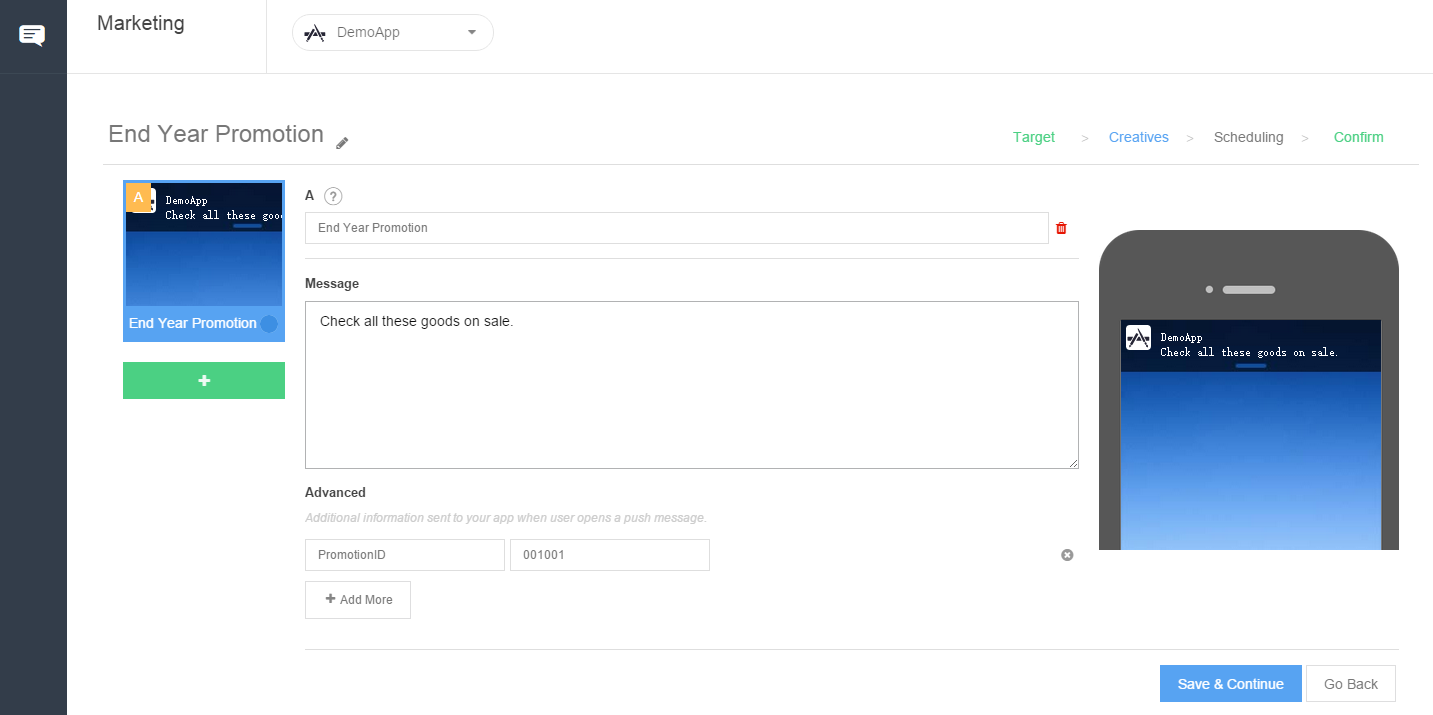 Marketing
DemoApp
End Year Promotion
Target > Creatives > Scheduling > Confirm
A
DemoApp
Check all these goo
End Year Promotion
A ?
End Year Promotion
Message
Check all these goods on sale.
DemoApp
Check all these goods on sale.
Advanced
Additional information sent to your app when user opens a push message.
PromotionID 001001
+ Add More
Save & Continue Go Back